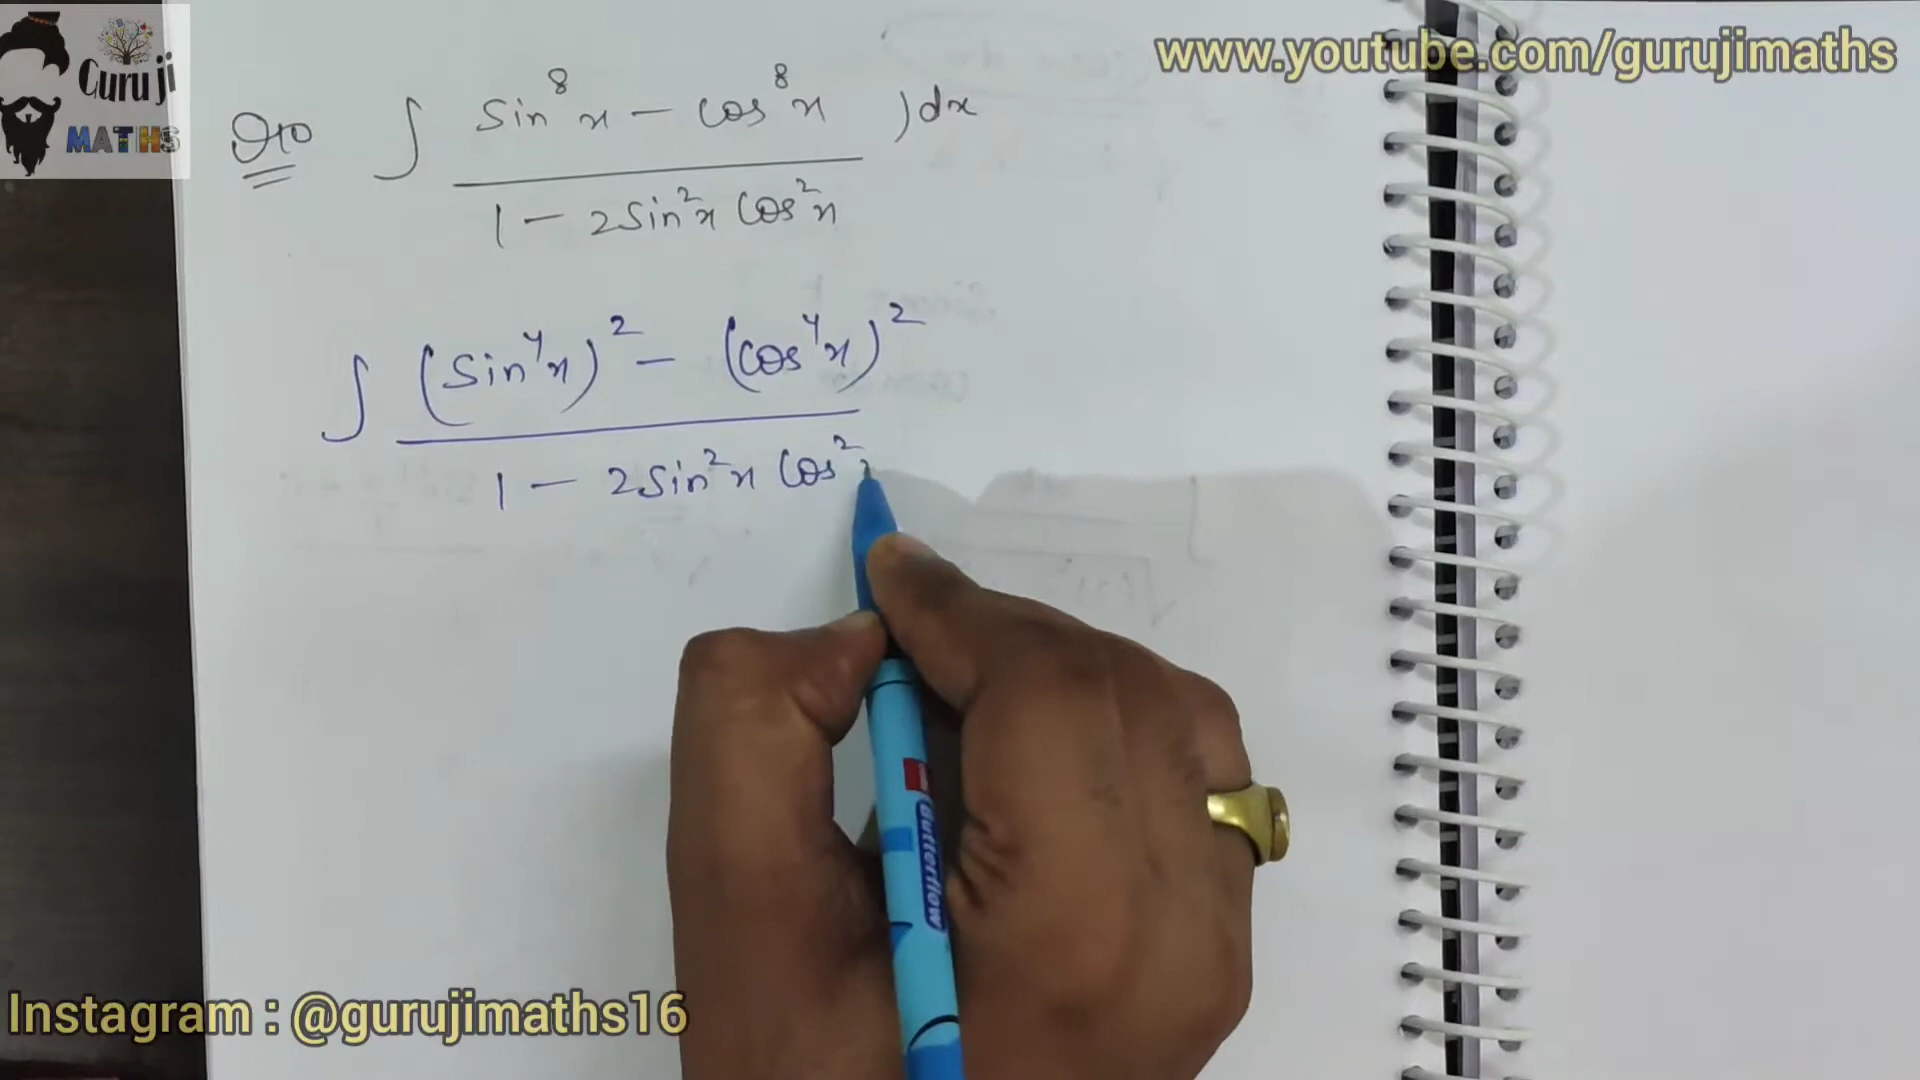 www.youtube.com/gurujimaths
Guru ji
MATHS
∫ Sin⁸x − Cos⁸x ) dx
1 − 2Sin²x Cos²x
∫ (Sin⁴x)² − (Cos⁴x)²
1 − 2Sin²x Cos²
Butterflow
Instagram : @gurujimaths16